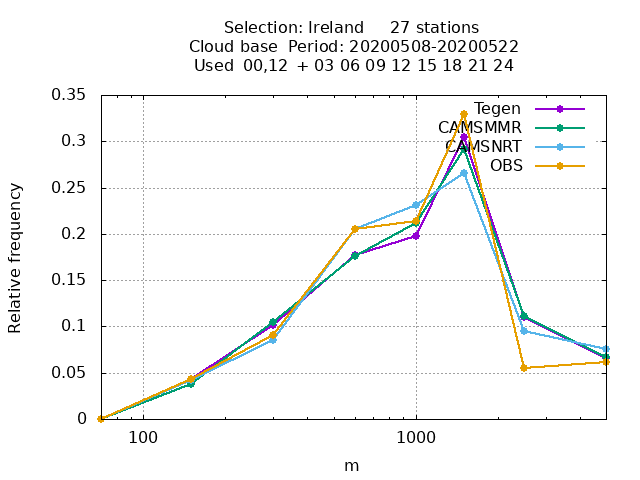 Selection: Ireland     27 stations
Cloud base  Period: 20200508-20200522
Used  00,12  + 03 06 09 12 15 18 21 24
0.35
0.3
0.25
0.2
0.15
0.1
0.05
0
Relative frequency
Tegen
CAMSMMR
CAMSNRT
OBS
100
1000
m